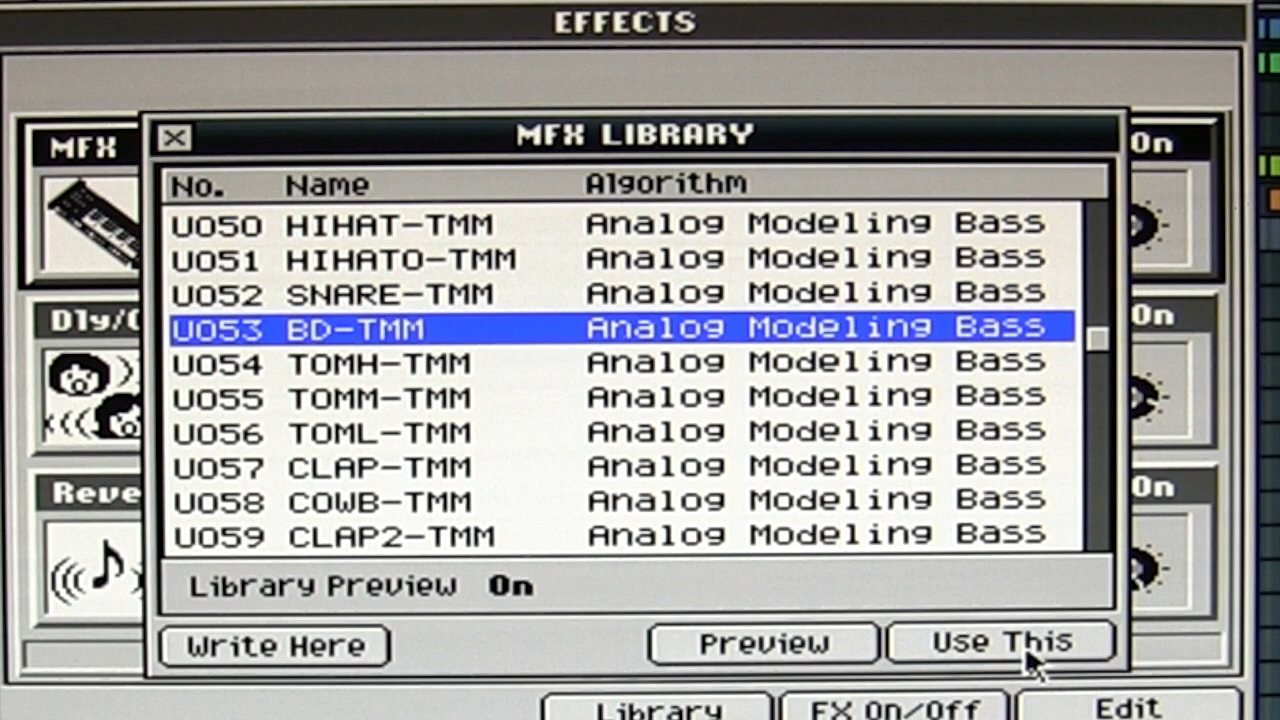 EFFECTS
MFX LIBRARY
MFX
On
No. Name Algorithm
U050 HIHAT-TMM Analog Modeling Bass
U051 HIHATO-TMM Analog Modeling Bass
U052 SNARE-TMM Analog Modeling Bass
Dly/
On
U053 BD-TMM Analog Modeling Bass
U054 TOMH-TMM Analog Modeling Bass
U055 TOMM-TMM Analog Modeling Bass
U056 TOML-TMM Analog Modeling Bass
U057 CLAP-TMM Analog Modeling Bass
Reve
On
U058 COWB-TMM Analog Modeling Bass
U059 CLAP2-TMM Analog Modeling Bass
Library Preview On
Write Here Preview Use This
Library FX On/Off Edit